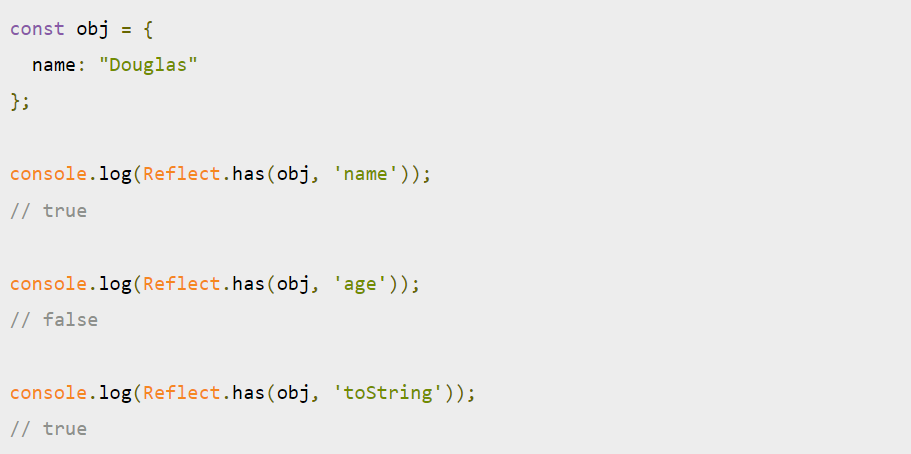 const obj = {
  name: "Douglas"
};
console.log(Reflect.has(obj, 'name'));
// true
console.log(Reflect.has(obj, 'age'));
// false
console.log(Reflect.has(obj, 'toString'));
// true